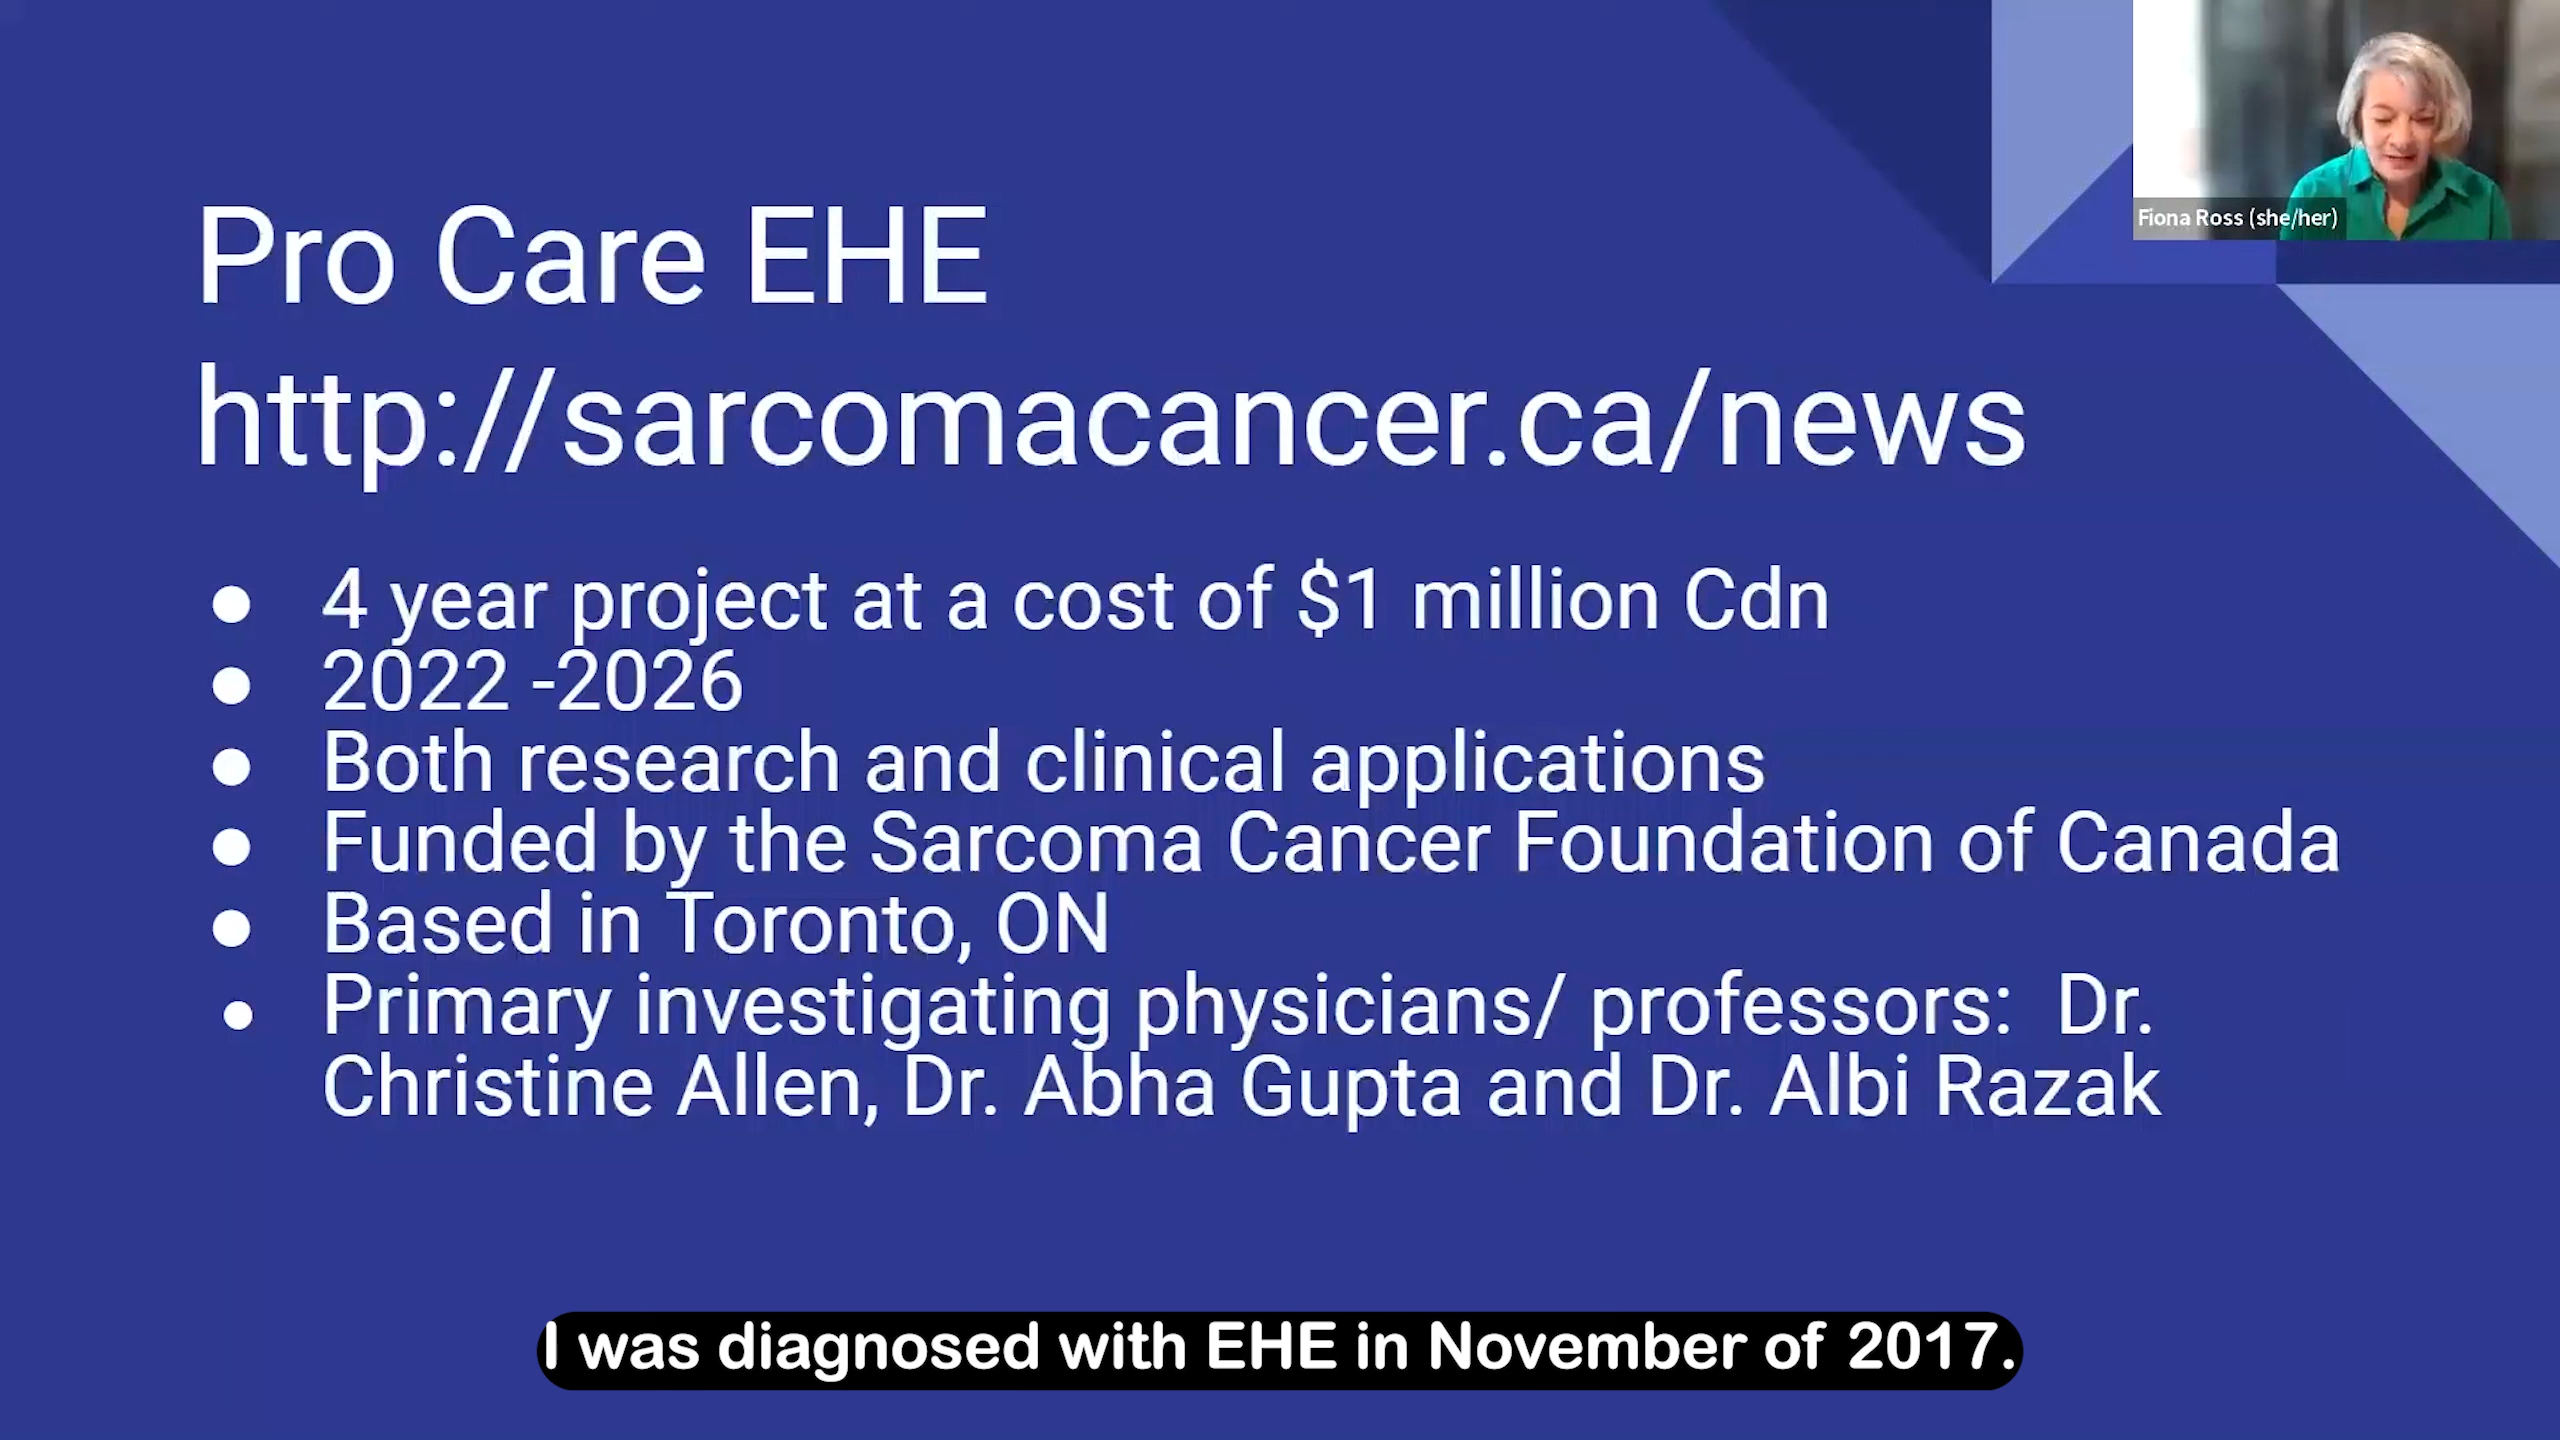 Fiona Ross (she/her)
Pro Care EHE
http://sarcomacancer.ca/news
● 4 year project at a cost of $1 million Cdn
● 2022 -2026
● Both research and clinical applications
● Funded by the Sarcoma Cancer Foundation of Canada
● Based in Toronto, ON
● Primary investigating physicians/ professors:  Dr.
Christine Allen, Dr. Abha Gupta and Dr. Albi Razak
I was diagnosed with EHE in November of 2017.